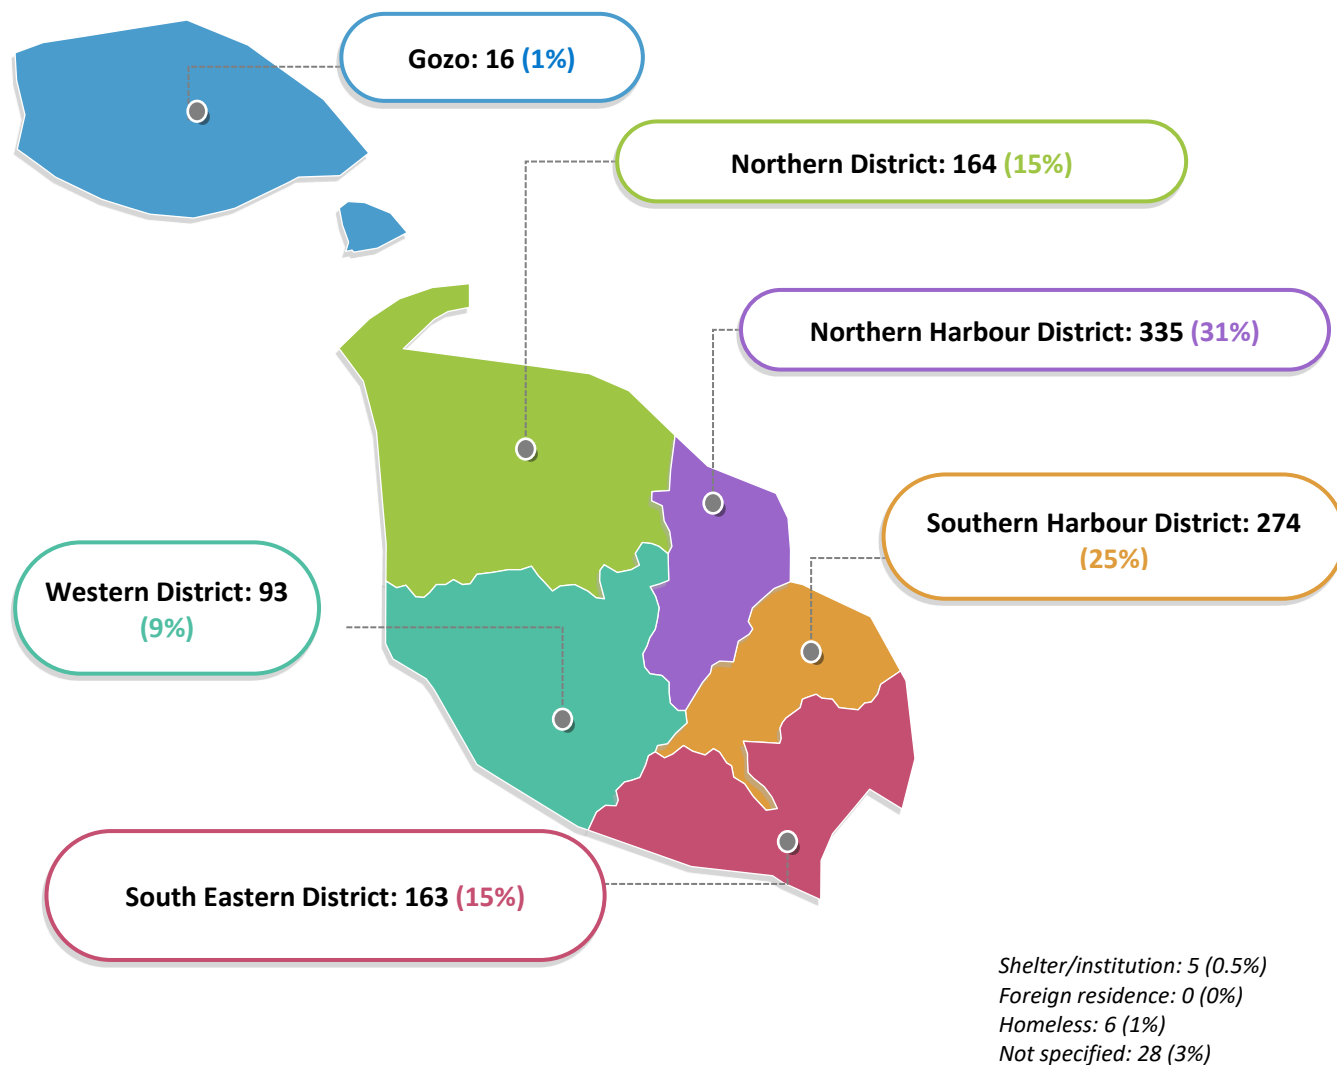 Gozo: 16 (1%)
Northern District: 164 (15%)
Northern Harbour District: 335 (31%)
Southern Harbour District: 274
(25%)
Western District: 93
(9%)
South Eastern District: 163 (15%)
Shelter/institution: 5 (0.5%)
Foreign residence: 0 (0%)
Homeless: 6 (1%)
Not specified: 28 (3%)